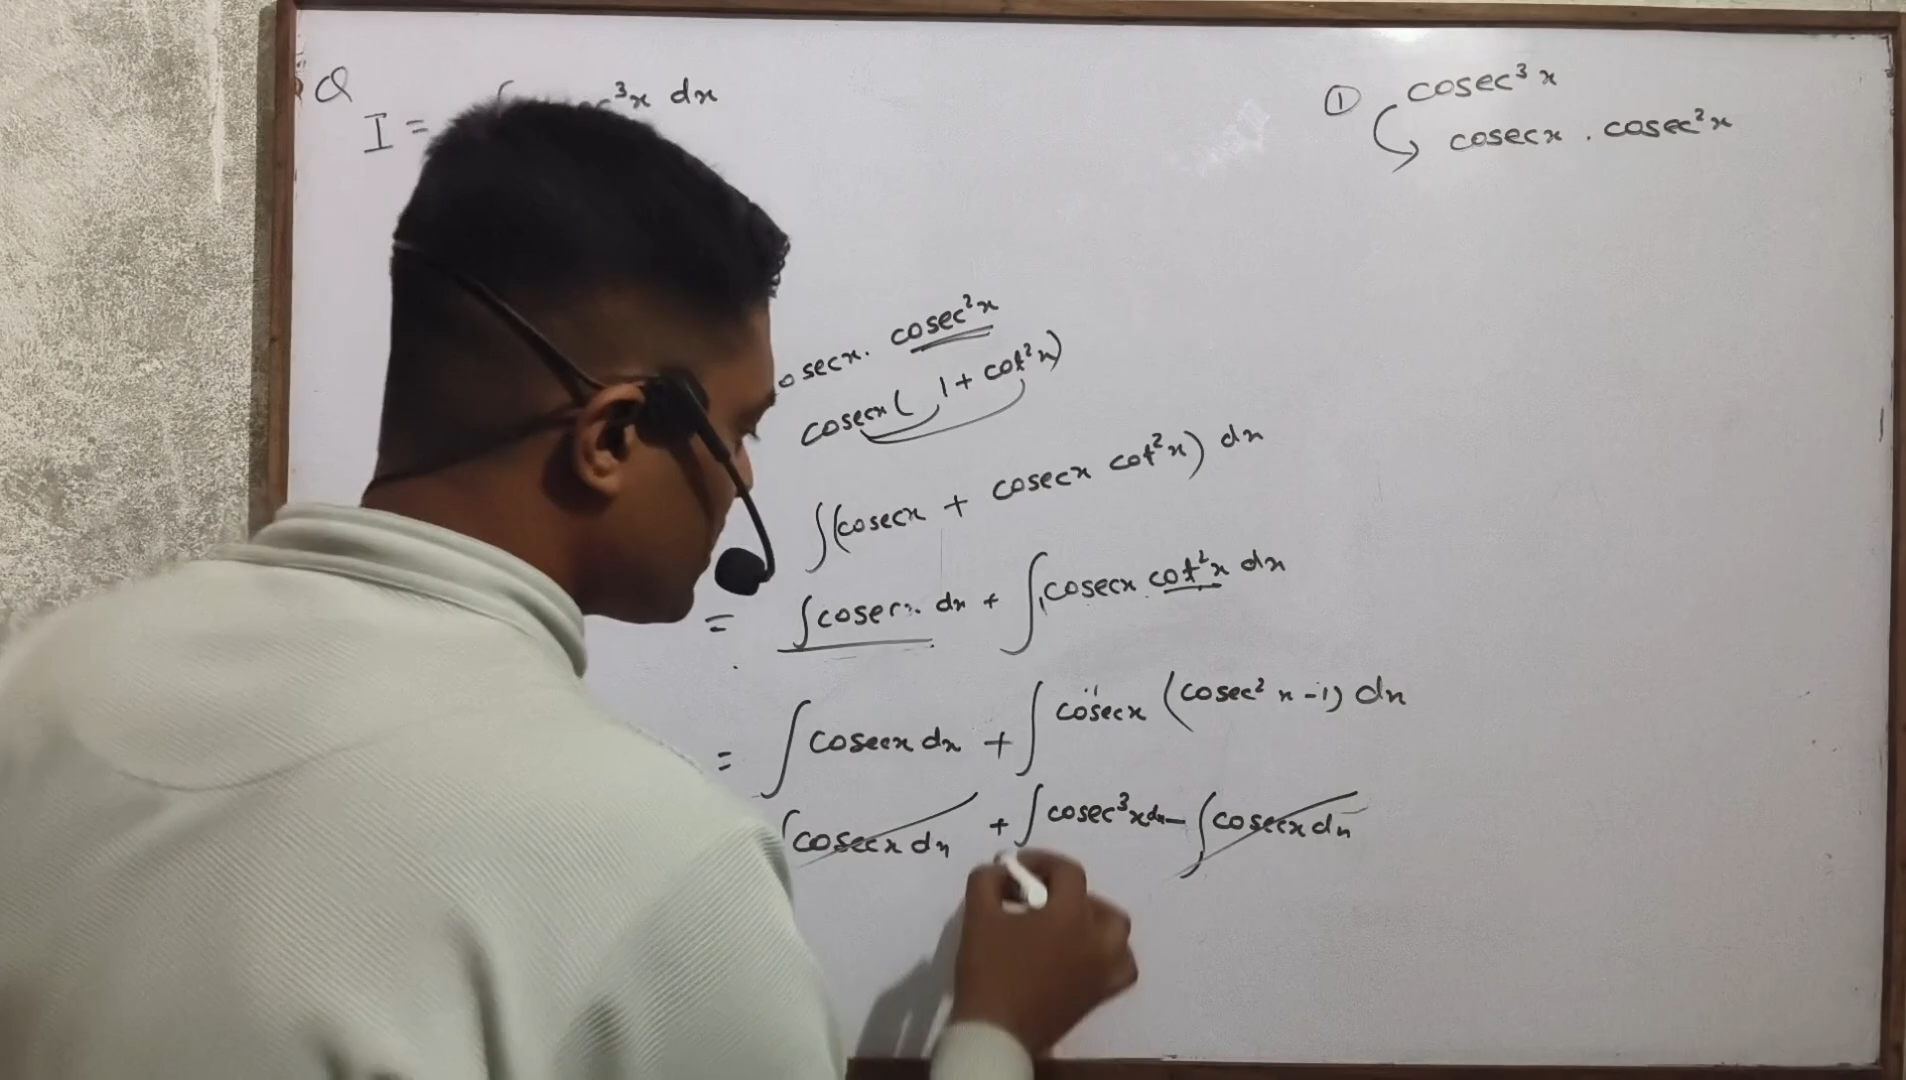 Q
I = ∫ ³x dx
① cosec³x
cosecx . cosec²x
osecx. cosec²x
cosecx ( 1 + cot²x)
∫(cosecx + cosecx cot²x) dx
= ∫cosecx dx + ∫cosecx cot²x dx
= ∫cosecx dx + ∫cosecx (cosec²x - 1) dx
∫cosecx dx + ∫cosec³x dx - ∫cosecx dx